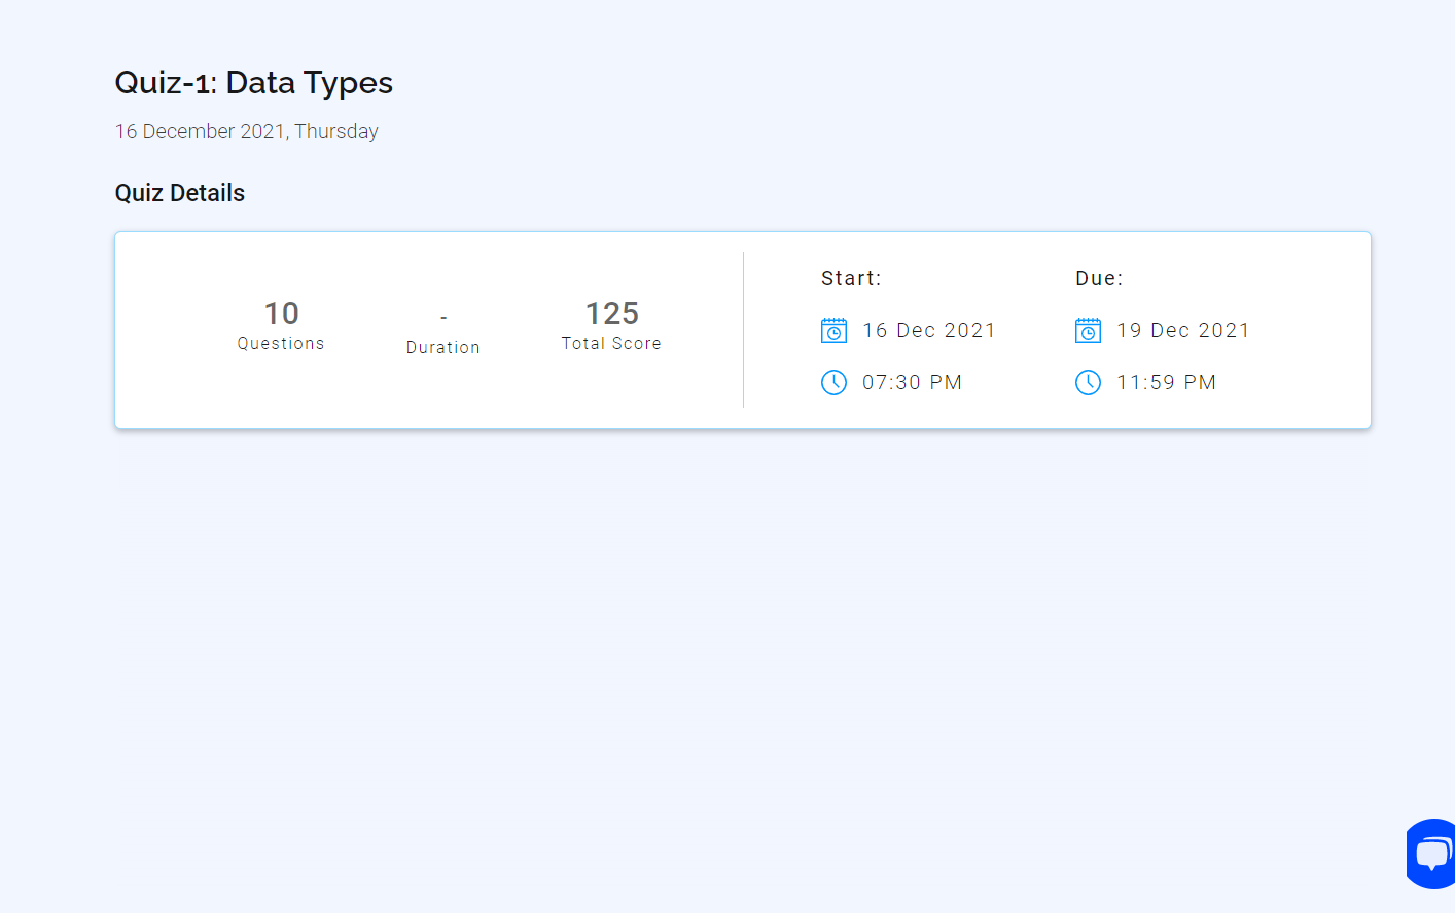 Quiz-1: Data Types
16 December 2021, Thursday
Quiz Details
10
Questions
-
Duration
125
Total Score
Start:
16 Dec 2021
07:30 PM
Due:
19 Dec 2021
11:59 PM